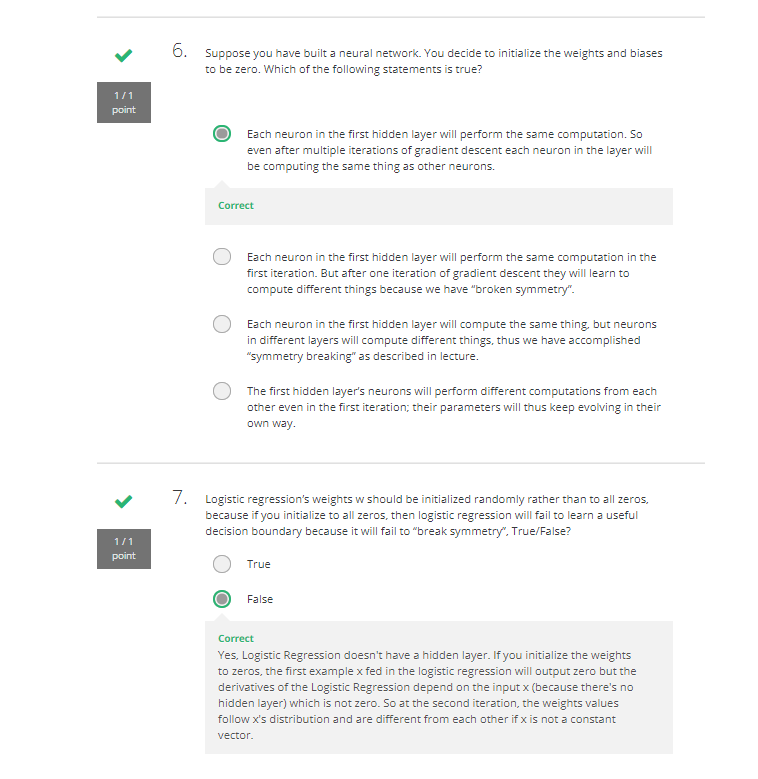 6. Suppose you have built a neural network. You decide to initialize the weights and biases
to be zero. Which of the following statements is true?
1 / 1
point
Each neuron in the first hidden layer will perform the same computation. So
even after multiple iterations of gradient descent each neuron in the layer will
be computing the same thing as other neurons.
Correct
Each neuron in the first hidden layer will perform the same computation in the
first iteration. But after one iteration of gradient descent they will learn to
compute different things because we have “broken symmetry”.
Each neuron in the first hidden layer will compute the same thing, but neurons
in different layers will compute different things, thus we have accomplished
“symmetry breaking” as described in lecture.
The first hidden layer’s neurons will perform different computations from each
other even in the first iteration; their parameters will thus keep evolving in their
own way.
7. Logistic regression’s weights w should be initialized randomly rather than to all zeros,
because if you initialize to all zeros, then logistic regression will fail to learn a useful
decision boundary because it will fail to “break symmetry”, True/False?
1 / 1
point
True
False
Correct
Yes, Logistic Regression doesn't have a hidden layer. If you initialize the weights
to zeros, the first example x fed in the logistic regression will output zero but the
derivatives of the Logistic Regression depend on the input x (because there's no
hidden layer) which is not zero. So at the second iteration, the weights values
follow x's distribution and are different from each other if x is not a constant
vector.